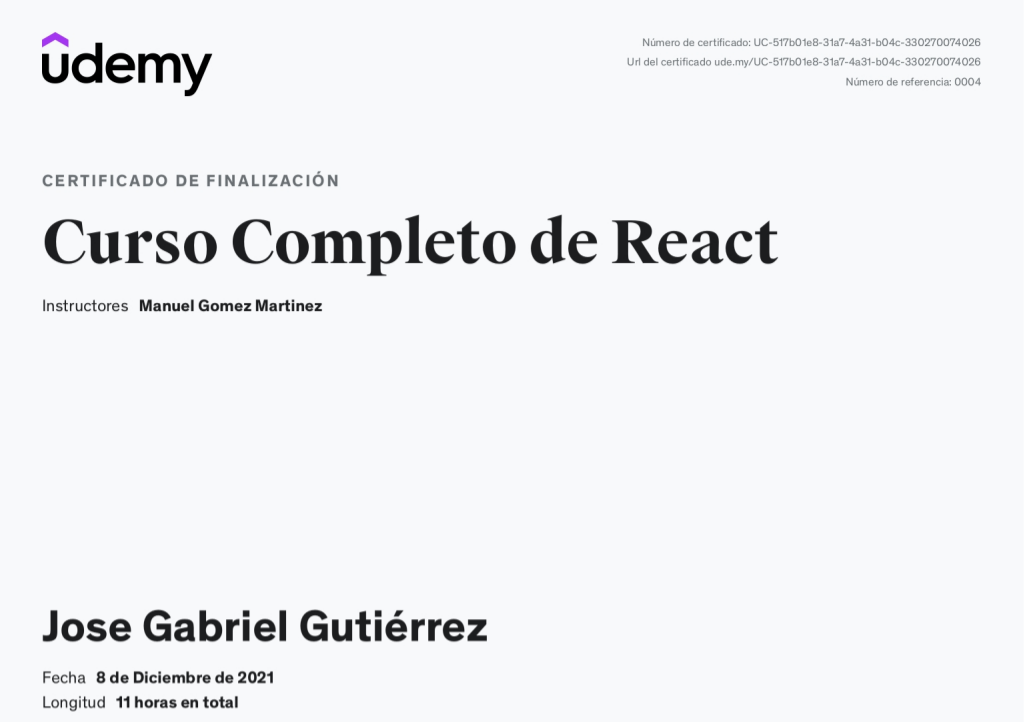 udemy
Número de certificado: UC-517b01e8-31a7-4a31-b04c-330270074026
Url del certificado ude.my/UC-517b01e8-31a7-4a31-b04c-330270074026
Número de referencia: 0004
CERTIFICADO DE FINALIZACIÓN
Curso Completo de React
Instructores Manuel Gomez Martinez
Jose Gabriel Gutiérrez
Fecha 8 de Diciembre de 2021
Longitud 11 horas en total